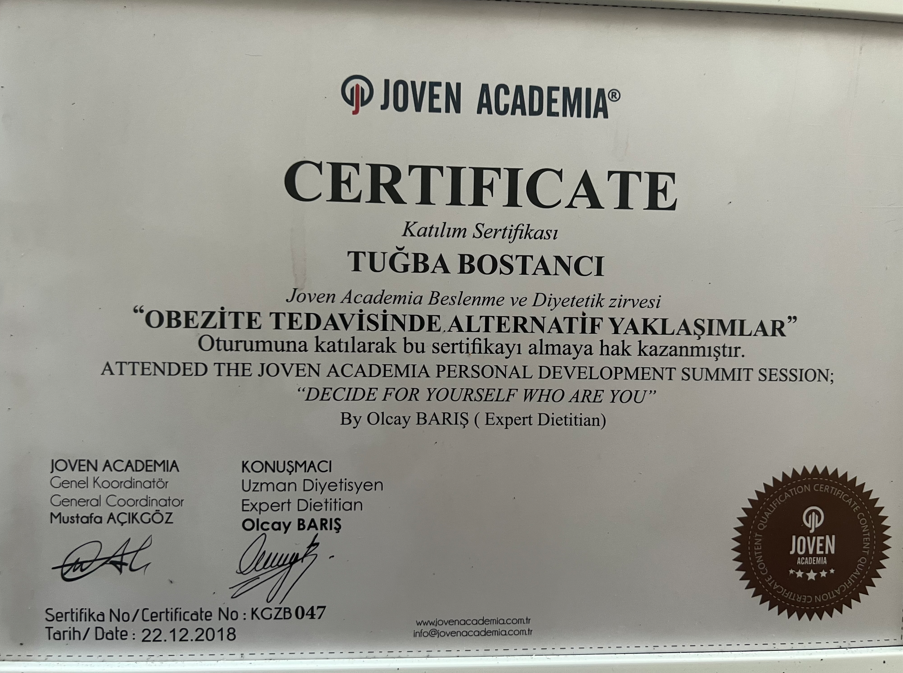 JOVEN ACADEMIA®
CERTIFICATE
Katılım Sertifikası
TUĞBA BOSTANCI
Joven Academia Beslenme ve Diyetetik zirvesi
“OBEZİTE TEDAVİSİNDE ALTERNATİF YAKLAŞIMLAR”
Oturumuna katılarak bu sertifikayı almaya hak kazanmıştır.
ATTENDED THE JOVEN ACADEMIA PERSONAL DEVELOPMENT SUMMIT SESSION;
“DECIDE FOR YOURSELF WHO ARE YOU”
By Olcay BARIŞ ( Expert Dietitian)
JOVEN ACADEMIA
Genel Koordinatör
General Coordinator
Mustafa AÇIKGÖZ
KONUŞMACI
Uzman Diyetisyen
Expert Dietitian
Olcay BARIŞ
Sertifika No/Certificate No : KGZB 047
Tarih/ Date : 22.12.2018
www.jovenacademia.com.tr
info@jovenacademia.com.tr
CONTENT QUALIFICATION CERTIFICATE CONTENT QUALIFICATION CERTIFICATE
JOVEN
ACADEMIA